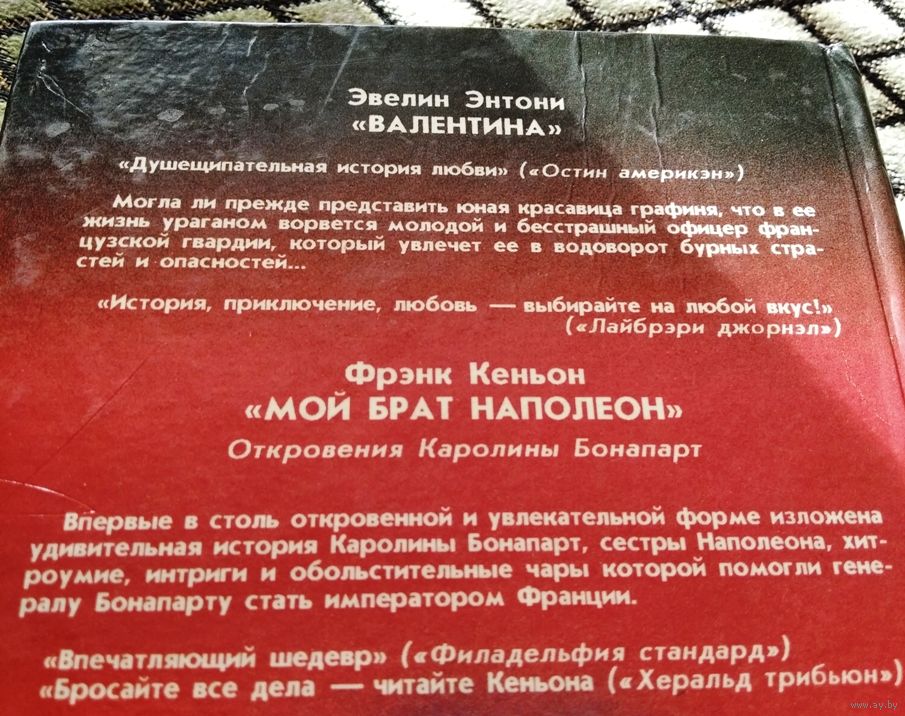 Эвелин Энтони
«ВАЛЕНТИНА»
«Душещипательная история любви» («Остин америкэн»)
Могла ли прежде представить юная красавица графиня, что в ее
жизнь ураганом ворвется молодой и бесстрашный офицер фран-
цузской гвардии, который увлечет ее в водоворот бурных стра-
стей и опасностей...
«История, приключение, любовь — выбирайте на любой вкус!»
(«Лайбрэри джорнэл»)
Фрэнк Кеньон
«МОЙ БРАТ НАПОЛЕОН»
Откровения Каролины Бонапарт
Впервые в столь откровенной и увлекательной форме изложена
удивительная история Каролины Бонапарт, сестры Наполеона, хит-
роумие, интриги и обольстительные чары которой помогли гене-
ралу Бонапарту стать императором Франции.
«Впечатляющий шедевр» («Филадельфия стандард»)
«Бросайте все дела — читайте Кеньона («Херальд трибьюн»)
www.ay.by